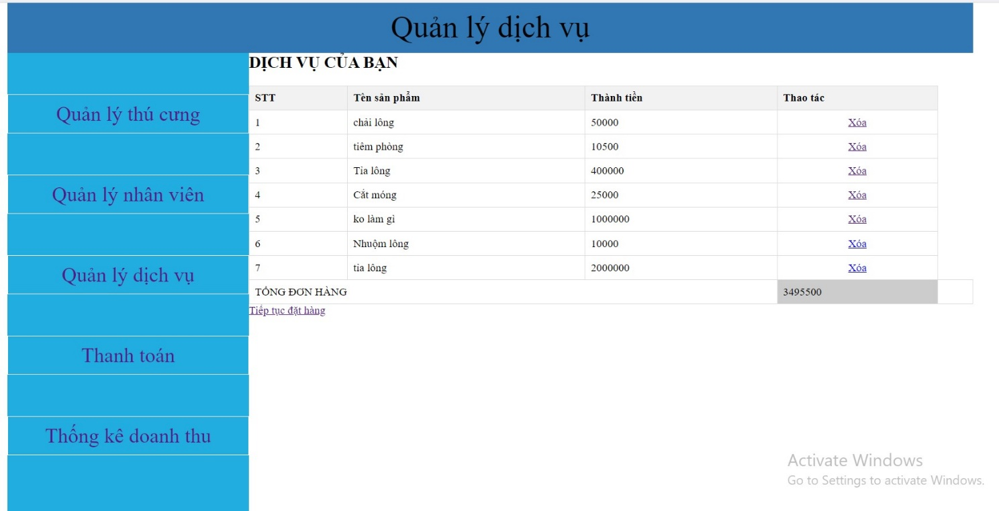 Quản lý dịch vụ
DỊCH VỤ CỦA BẠN
Quản lý thú cưng
Quản lý nhân viên
Quản lý dịch vụ
Thanh toán
Thống kê doanh thu
STT Tên sản phẩm Thành tiền Thao tác
1 chải lông 50000 Xóa
2 tiêm phòng 10500 Xóa
3 Tỉa lông 400000 Xóa
4 Cắt móng 25000 Xóa
5 ko làm gì 1000000 Xóa
6 Nhuộm lông 10000 Xóa
7 tỉa lông 2000000 Xóa
TỔNG ĐƠN HÀNG 3495500
Tiếp tục đặt hàng
Activate Windows
Go to Settings to activate Windows.